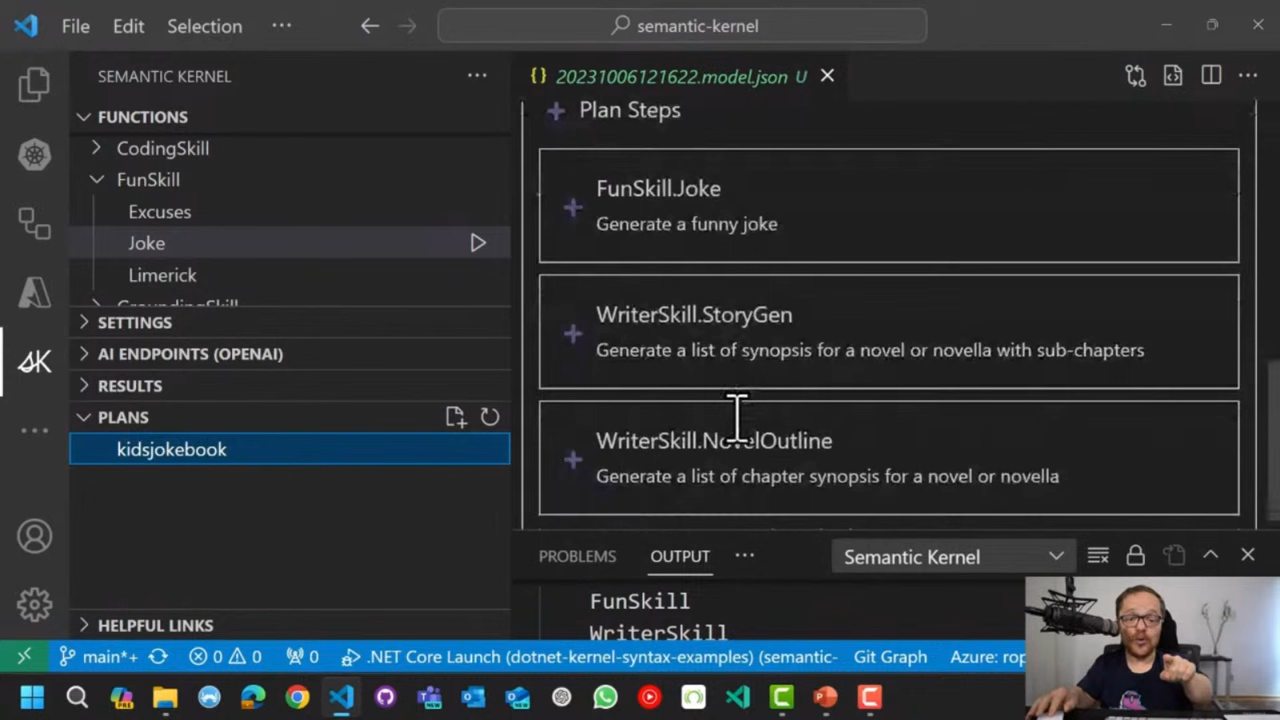 File Edit Selection
semantic-kernel
SEMANTIC KERNEL
FUNCTIONS
CodingSkill
FunSkill
Excuses
Joke
Limerick
GroundingSkill
SETTINGS
AI ENDPOINTS (OPENAI)
RESULTS
PLANS
kidsjokebook
HELPFUL LINKS
{} 20231006121622.model.json U
Plan Steps
FunSkill.Joke
Generate a funny joke
WriterSkill.StoryGen
Generate a list of synopsis for a novel or novella with sub-chapters
WriterSkill.NovelOutline
Generate a list of chapter synopsis for a novel or novella
PROBLEMS OUTPUT ··· Semantic Kernel
FunSkill
WriterSkill
main*+ 0 0 0 .NET Core Launch (dotnet-kernel-syntax-examples) (semantic- Git Graph Azure: rop